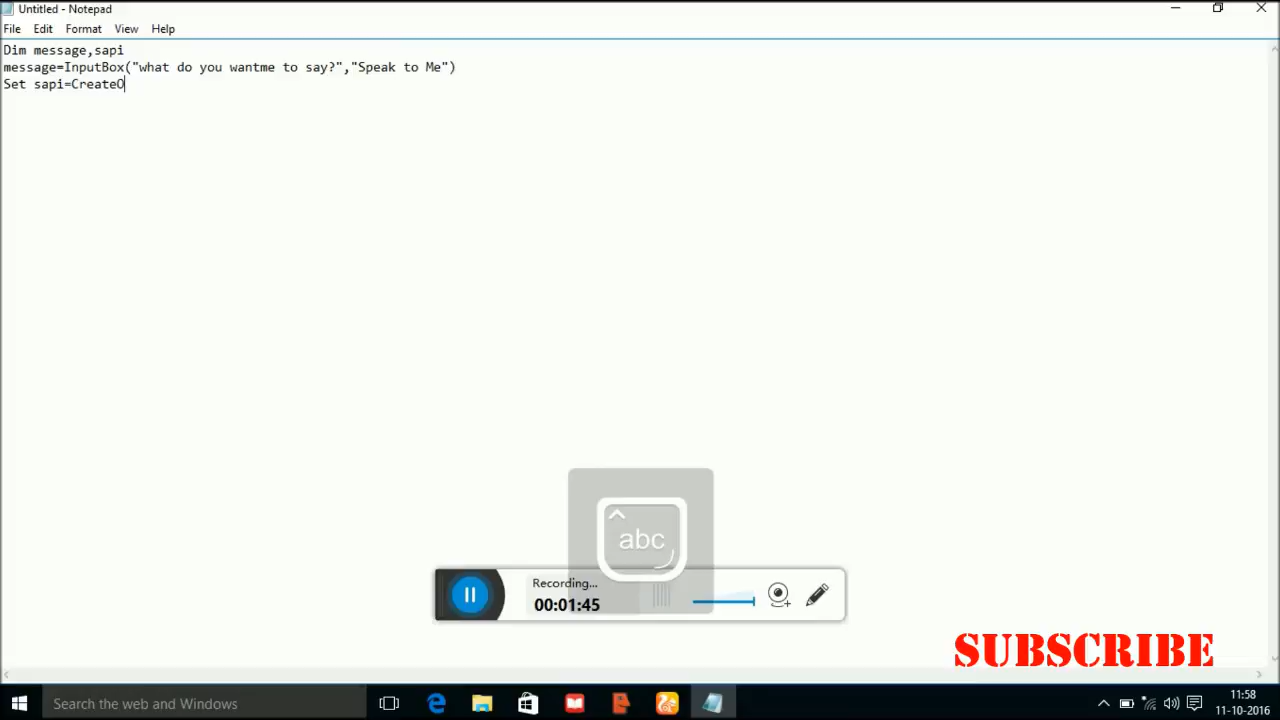 Untitled - Notepad
File Edit Format View Help
Dim message,sapi
message=InputBox("what do you wantme to say?","Speak to Me")
Set sapi=CreateO
abc
Recording...
00:01:45
SUBSCRIBE
Search the web and Windows
11:58
11-10-2016